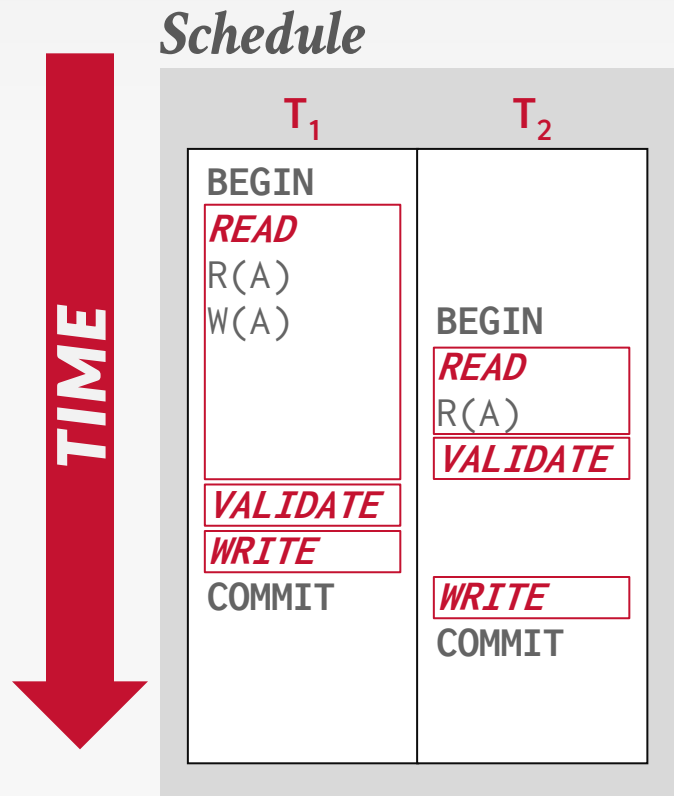 Schedule
TIME
T1
T2
BEGIN
READ
R(A)
W(A)
VALIDATE
WRITE
COMMIT
BEGIN
READ
R(A)
VALIDATE
WRITE
COMMIT